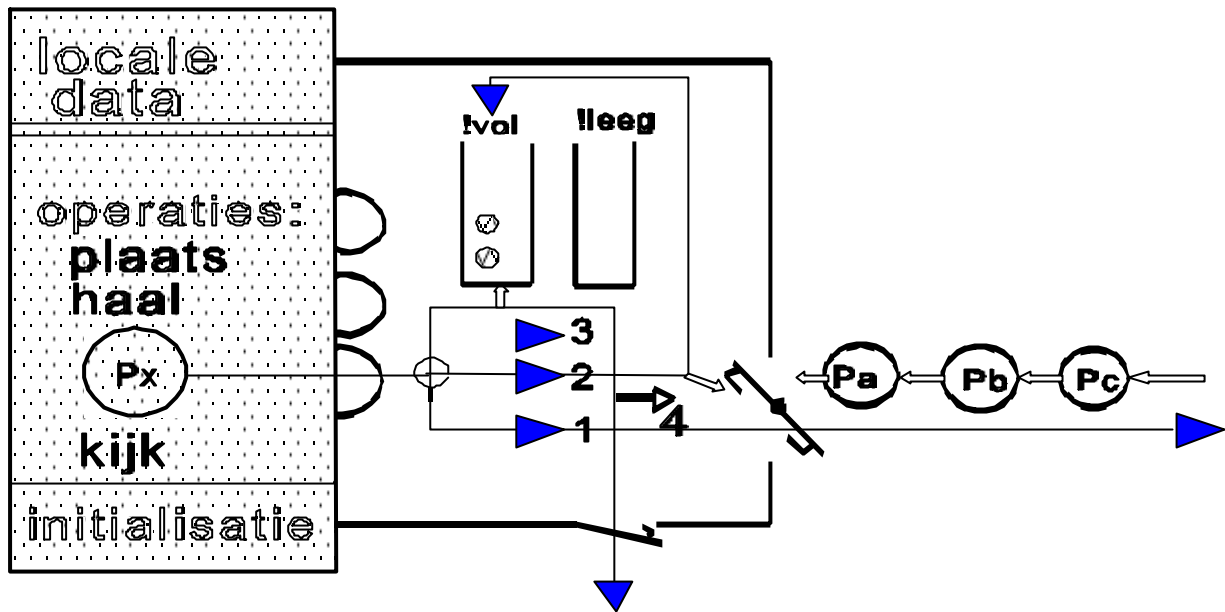 locale
data
operaties:
plaats
haal
Px
kijk
initialisatie
!vol
!leeg
3
2
1
4
Pa
Pb
Pc